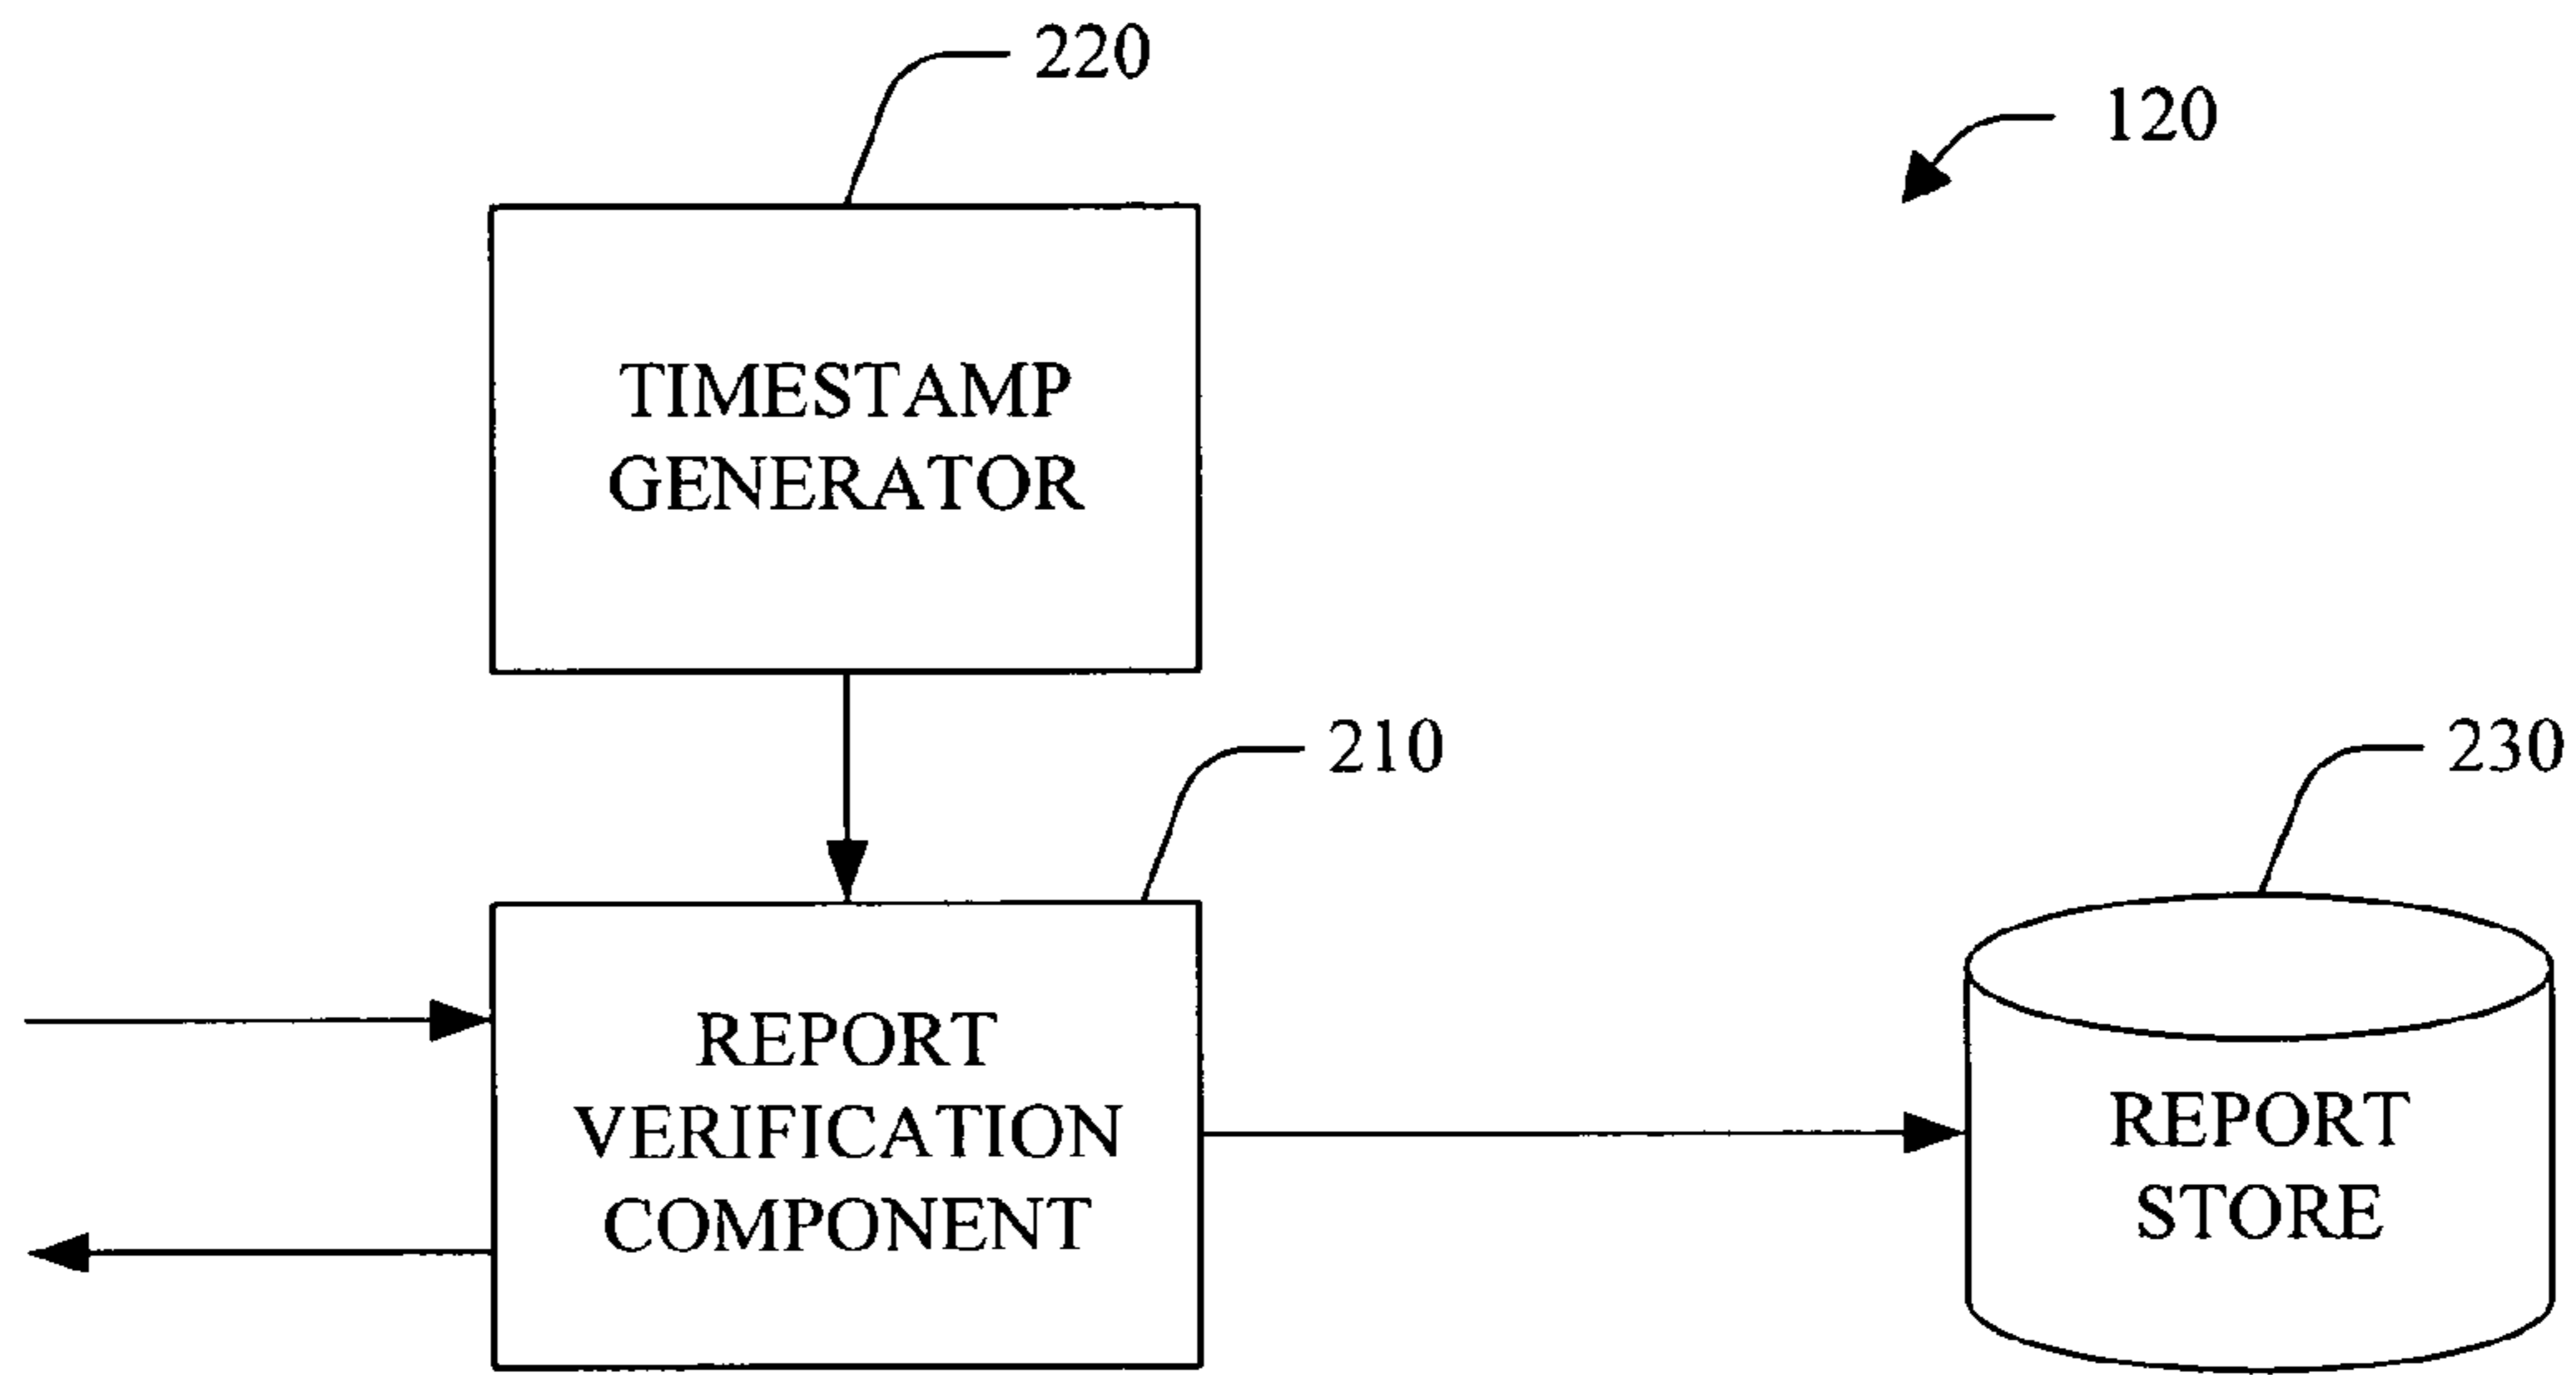 220
120
TIMESTAMP
GENERATOR
210
230
REPORT
VERIFICATION
COMPONENT
REPORT
STORE